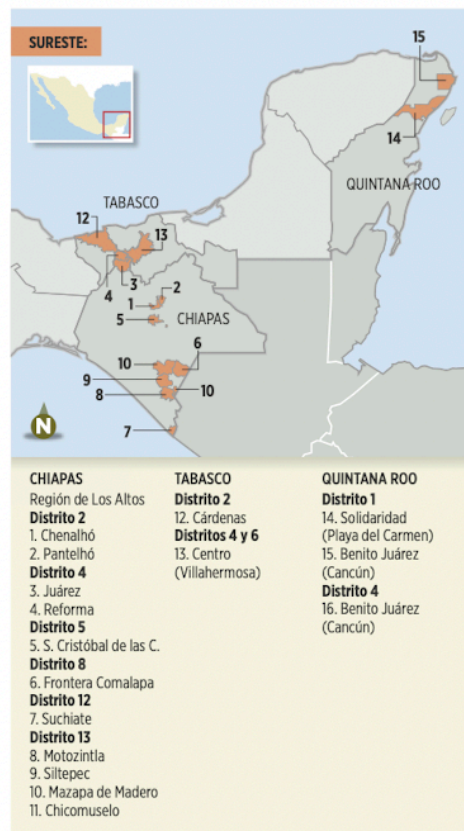 SURESTE:
15
14
QUINTANA ROO
TABASCO
12
13
3
4
2
1
5
CHIAPAS
6
10
9
10
8
N
7
CHIAPAS
Región de Los Altos
Distrito 2
1. Chenalhó
2. Pantelhó
Distrito 4
3. Juárez
4. Reforma
Distrito 5
5. S. Cristóbal de las C.
Distrito 8
6. Frontera Comalapa
Distrito 12
7. Suchiate
Distrito 13
8. Motozintla
9. Siltepec
10. Mazapa de Madero
11. Chicomuselo
TABASCO
Distrito 2
12. Cárdenas
Distritos 4 y 6
13. Centro
(Villahermosa)
QUINTANA ROO
Distrito 1
14. Solidaridad
(Playa del Carmen)
15. Benito Juárez
(Cancún)
Distrito 4
16. Benito Juárez
(Cancún)